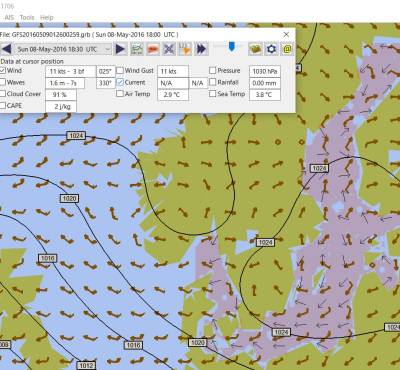 1706
AIS Tools Help
File: GFS20160509012600259.grb ( Sun 08-May-2016 18:00 UTC )
Sun 08-May-2016 18:30 UTC
Data at cursor position
Wind 11 kts - 3 bf 025° Wind Gust 11 kts Pressure 1030 hPa
Waves 1.6 m - 7s 330° Current N/A N/A Rainfall 0.00 mm
Cloud Cover 91 % Air Temp 2.9 °C Sea Temp 3.8 °C
CAPE 2 j/kg
1024
1024
1020
1024
1016
1024
1024
1016
1020
1012